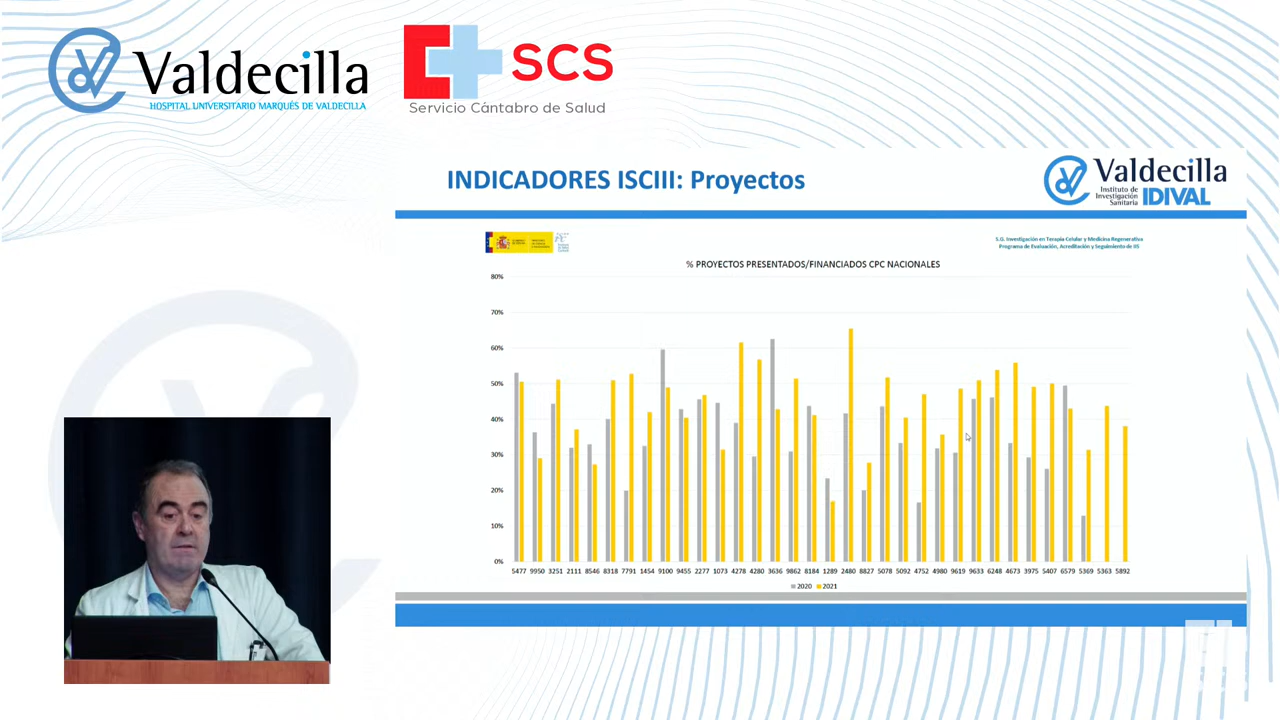 Valdecilla
HOSPITAL UNIVERSITARIO MARQUÉS DE VALDECILLA
SCS
Servicio Cántabro de Salud
INDICADORES ISCIII: Proyectos
Valdecilla
Instituto de
Investigación
Sanitaria
IDIVAL
S.G. Investigación en Terapia Celular y Medicina Regenerativa
Programa de Evaluación, Acreditación y Seguimiento de IIS
% PROYECTOS PRESENTADOS/FINANCIADOS CPC NACIONALES
80%
70%
60%
50%
40%
30%
20%
10%
0%
5477 9950 3251 2111 8546 8318 7791 1454 9100 9455 2277 1073 4278 4280 3636 9862 8184 1289 2480 8827 5078 5092 4752 4980 9619 9633 6248 4673 3975 5407 6579 5369 5363 5892
2020 2021